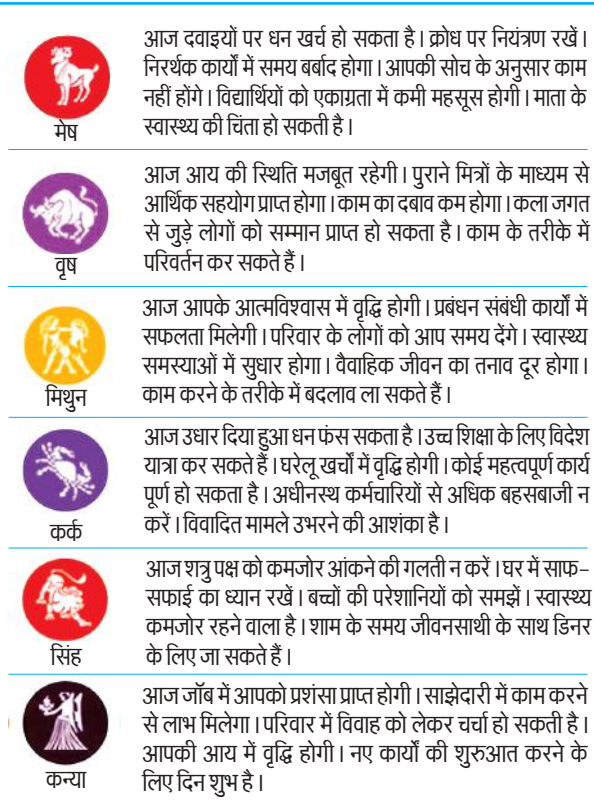 आज दवाइयों पर धन खर्च हो सकता है। क्रोध पर नियंत्रण रखें।
निरर्थक कार्यों में समय बर्बाद होगा। आपकी सोच के अनुसार काम
नहीं होंगे। विद्यार्थियों को एकाग्रता में कमी महसूस होगी। माता के
स्वास्थ्य की चिंता हो सकती है।
मेष
आज आय की स्थिति मजबूत रहेगी। पुराने मित्रों के माध्यम से
आर्थिक सहयोग प्राप्त होगा। काम का दबाव कम होगा। कला जगत
से जुड़े लोगों को सम्मान प्राप्त हो सकता है। काम के तरीके में
परिवर्तन कर सकते हैं।
वृष
आज आपके आत्मविश्वास में वृद्धि होगी। प्रबंधन संबंधी कार्यों में
सफलता मिलेगी। परिवार के लोगों को आप समय देंगे। स्वास्थ्य
समस्याओं में सुधार होगा। वैवाहिक जीवन का तनाव दूर होगा।
काम करने के तरीके में बदलाव ला सकते हैं।
मिथुन
आज उधार दिया हुआ धन फंस सकता है। उच्च शिक्षा के लिए विदेश
यात्रा कर सकते हैं। घरेलू खर्चों में वृद्धि होगी। कोई महत्वपूर्ण कार्य
पूर्ण हो सकता है। अधीनस्थ कर्मचारियों से अधिक बहसबाजी न
करें। विवादित मामले उभरने की आशंका है।
कर्क
आज शत्रु पक्ष को कमजोर आंकने की गलती न करें। घर में साफ-
सफाई का ध्यान रखें। बच्चों की परेशानियों को समझें। स्वास्थ्य
कमजोर रहने वाला है। शाम के समय जीवनसाथी के साथ डिनर
के लिए जा सकते हैं।
सिंह
आज जॉब में आपको प्रशंसा प्राप्त होगी। साझेदारी में काम करने
से लाभ मिलेगा। परिवार में विवाह को लेकर चर्चा हो सकती है।
आपकी आय में वृद्धि होगी। नए कार्यों की शुरुआत करने के
लिए दिन शुभ है।
कन्या